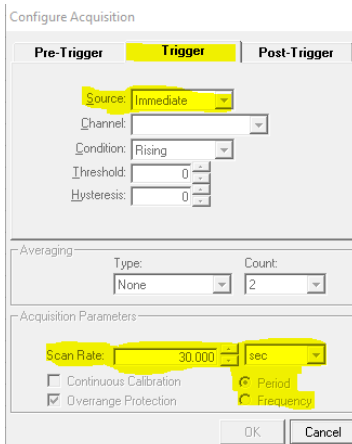 Configure Acquisition
Pre-Trigger Trigger Post-Trigger
Source: Immediate
Channel:
Condition: Rising
Threshold: 0
Hysteresis: 0
Averaging
Type: Count:
None 2
Acquisition Parameters
Scan Rate: 30.000 sec
Continuous Calibration Period
Overrange Protection Frequency
OK Cancel